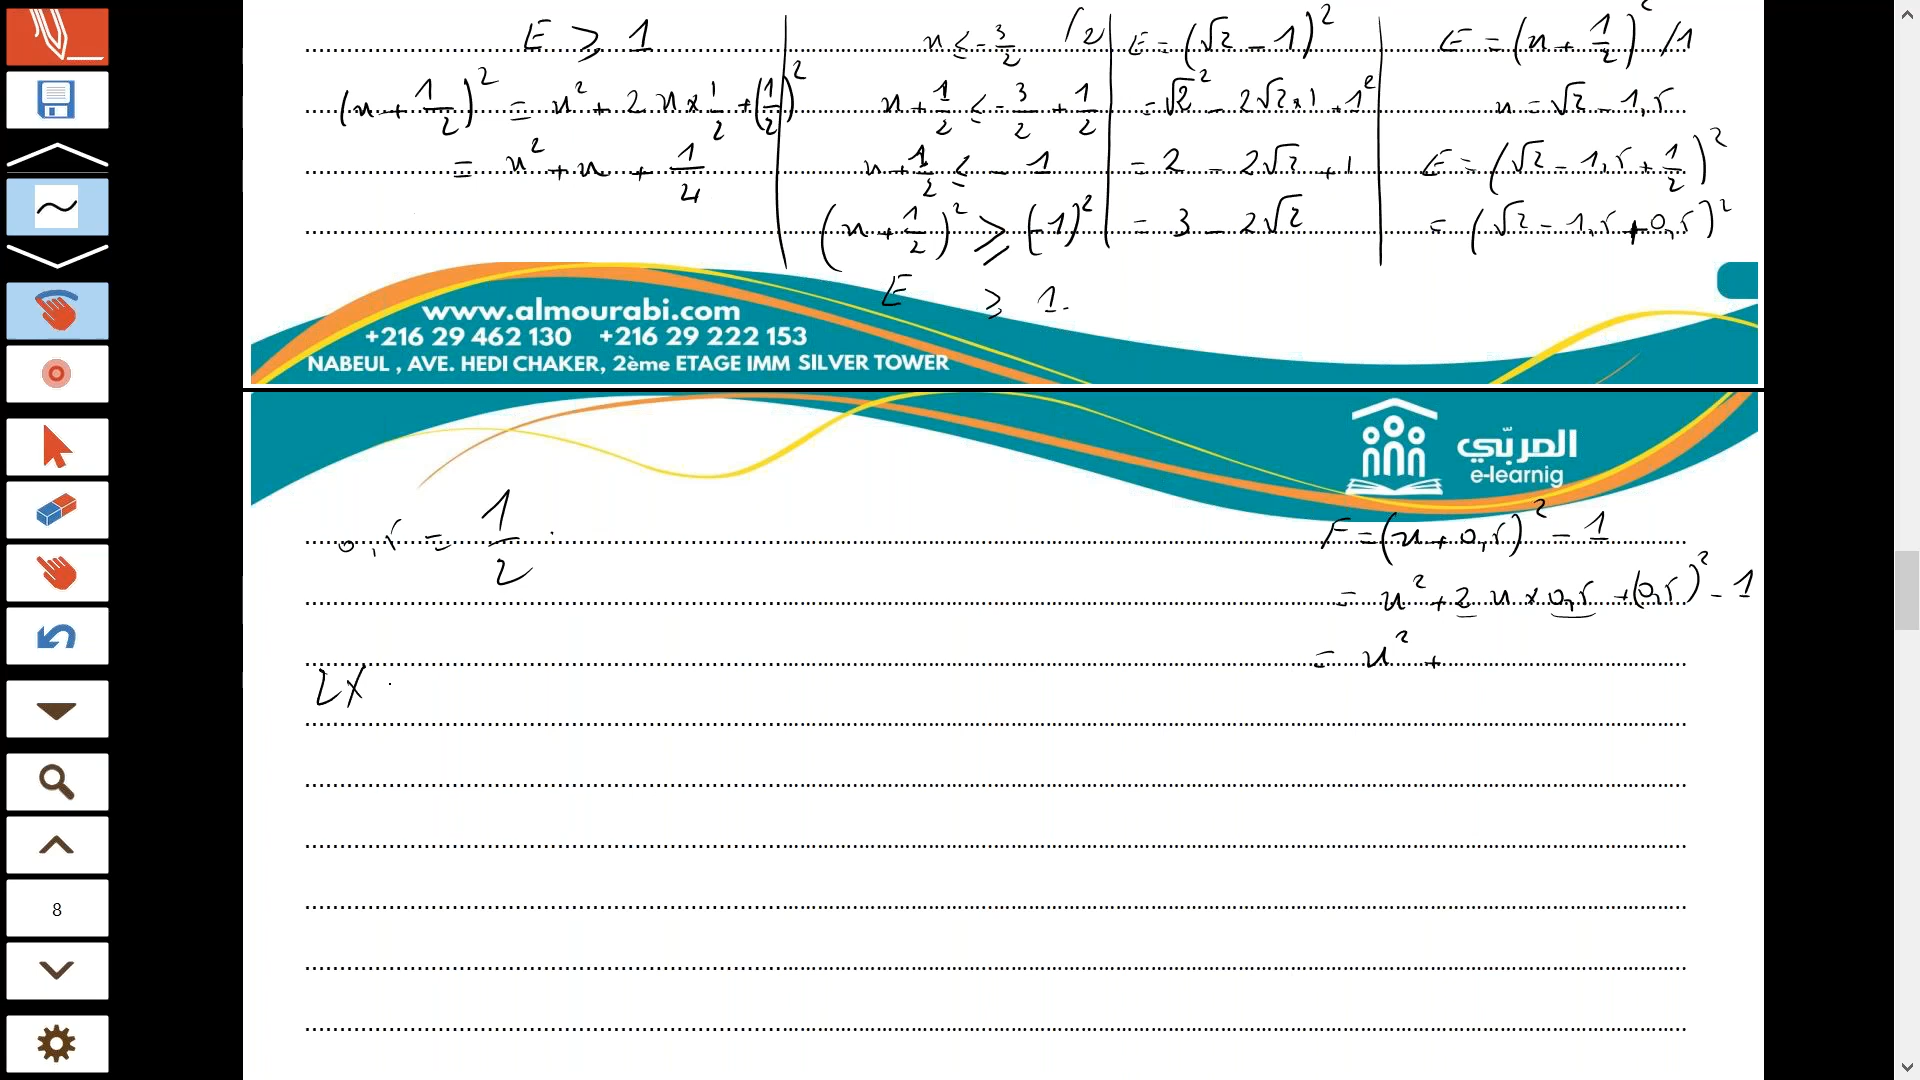 E ≥ 1
(x + 1/2)² = x² + 2 x × 1/2 + (1/2)²
= x² + x + 1/4
x ≤ - 3/2 /2
x + 1/2 ≤ - 3/2 + 1/2
x + 1/2 ≤ - 1
(x + 1/2)² ≥ (-1)²
E ≥ 1.
E = (√2 - 1)²
= √2² - 2√2 × 1 + 1²
= 2 - 2√2 + 1
= 3 - 2√2
E = (x + 1/2)² /1
x = √2 - 1,5
E = (√2 - 1,5 + 1/2)²
= (√2 - 1,5 + 0,5)²
www.almourabi.com
+216 29 462 130 +216 29 222 153
NABEUL , AVE. HEDI CHAKER, 2ème ETAGE IMM SILVER TOWER
المربّي
e-learnig
0,5 = 1/2
F = (x + 0,5)² - 1
= x² + 2 x × 0,5 + (0,5)² - 1
= x² +
2×
8